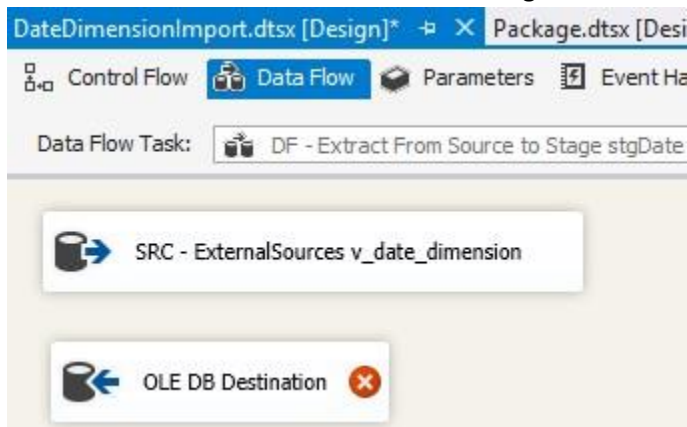 DateDimensionImport.dtsx [Design]* Package.dtsx [Desi
Control Flow Data Flow Parameters Event Ha
Data Flow Task: DF - Extract From Source to Stage stgDate
SRC - ExternalSources v_date_dimension
OLE DB Destination